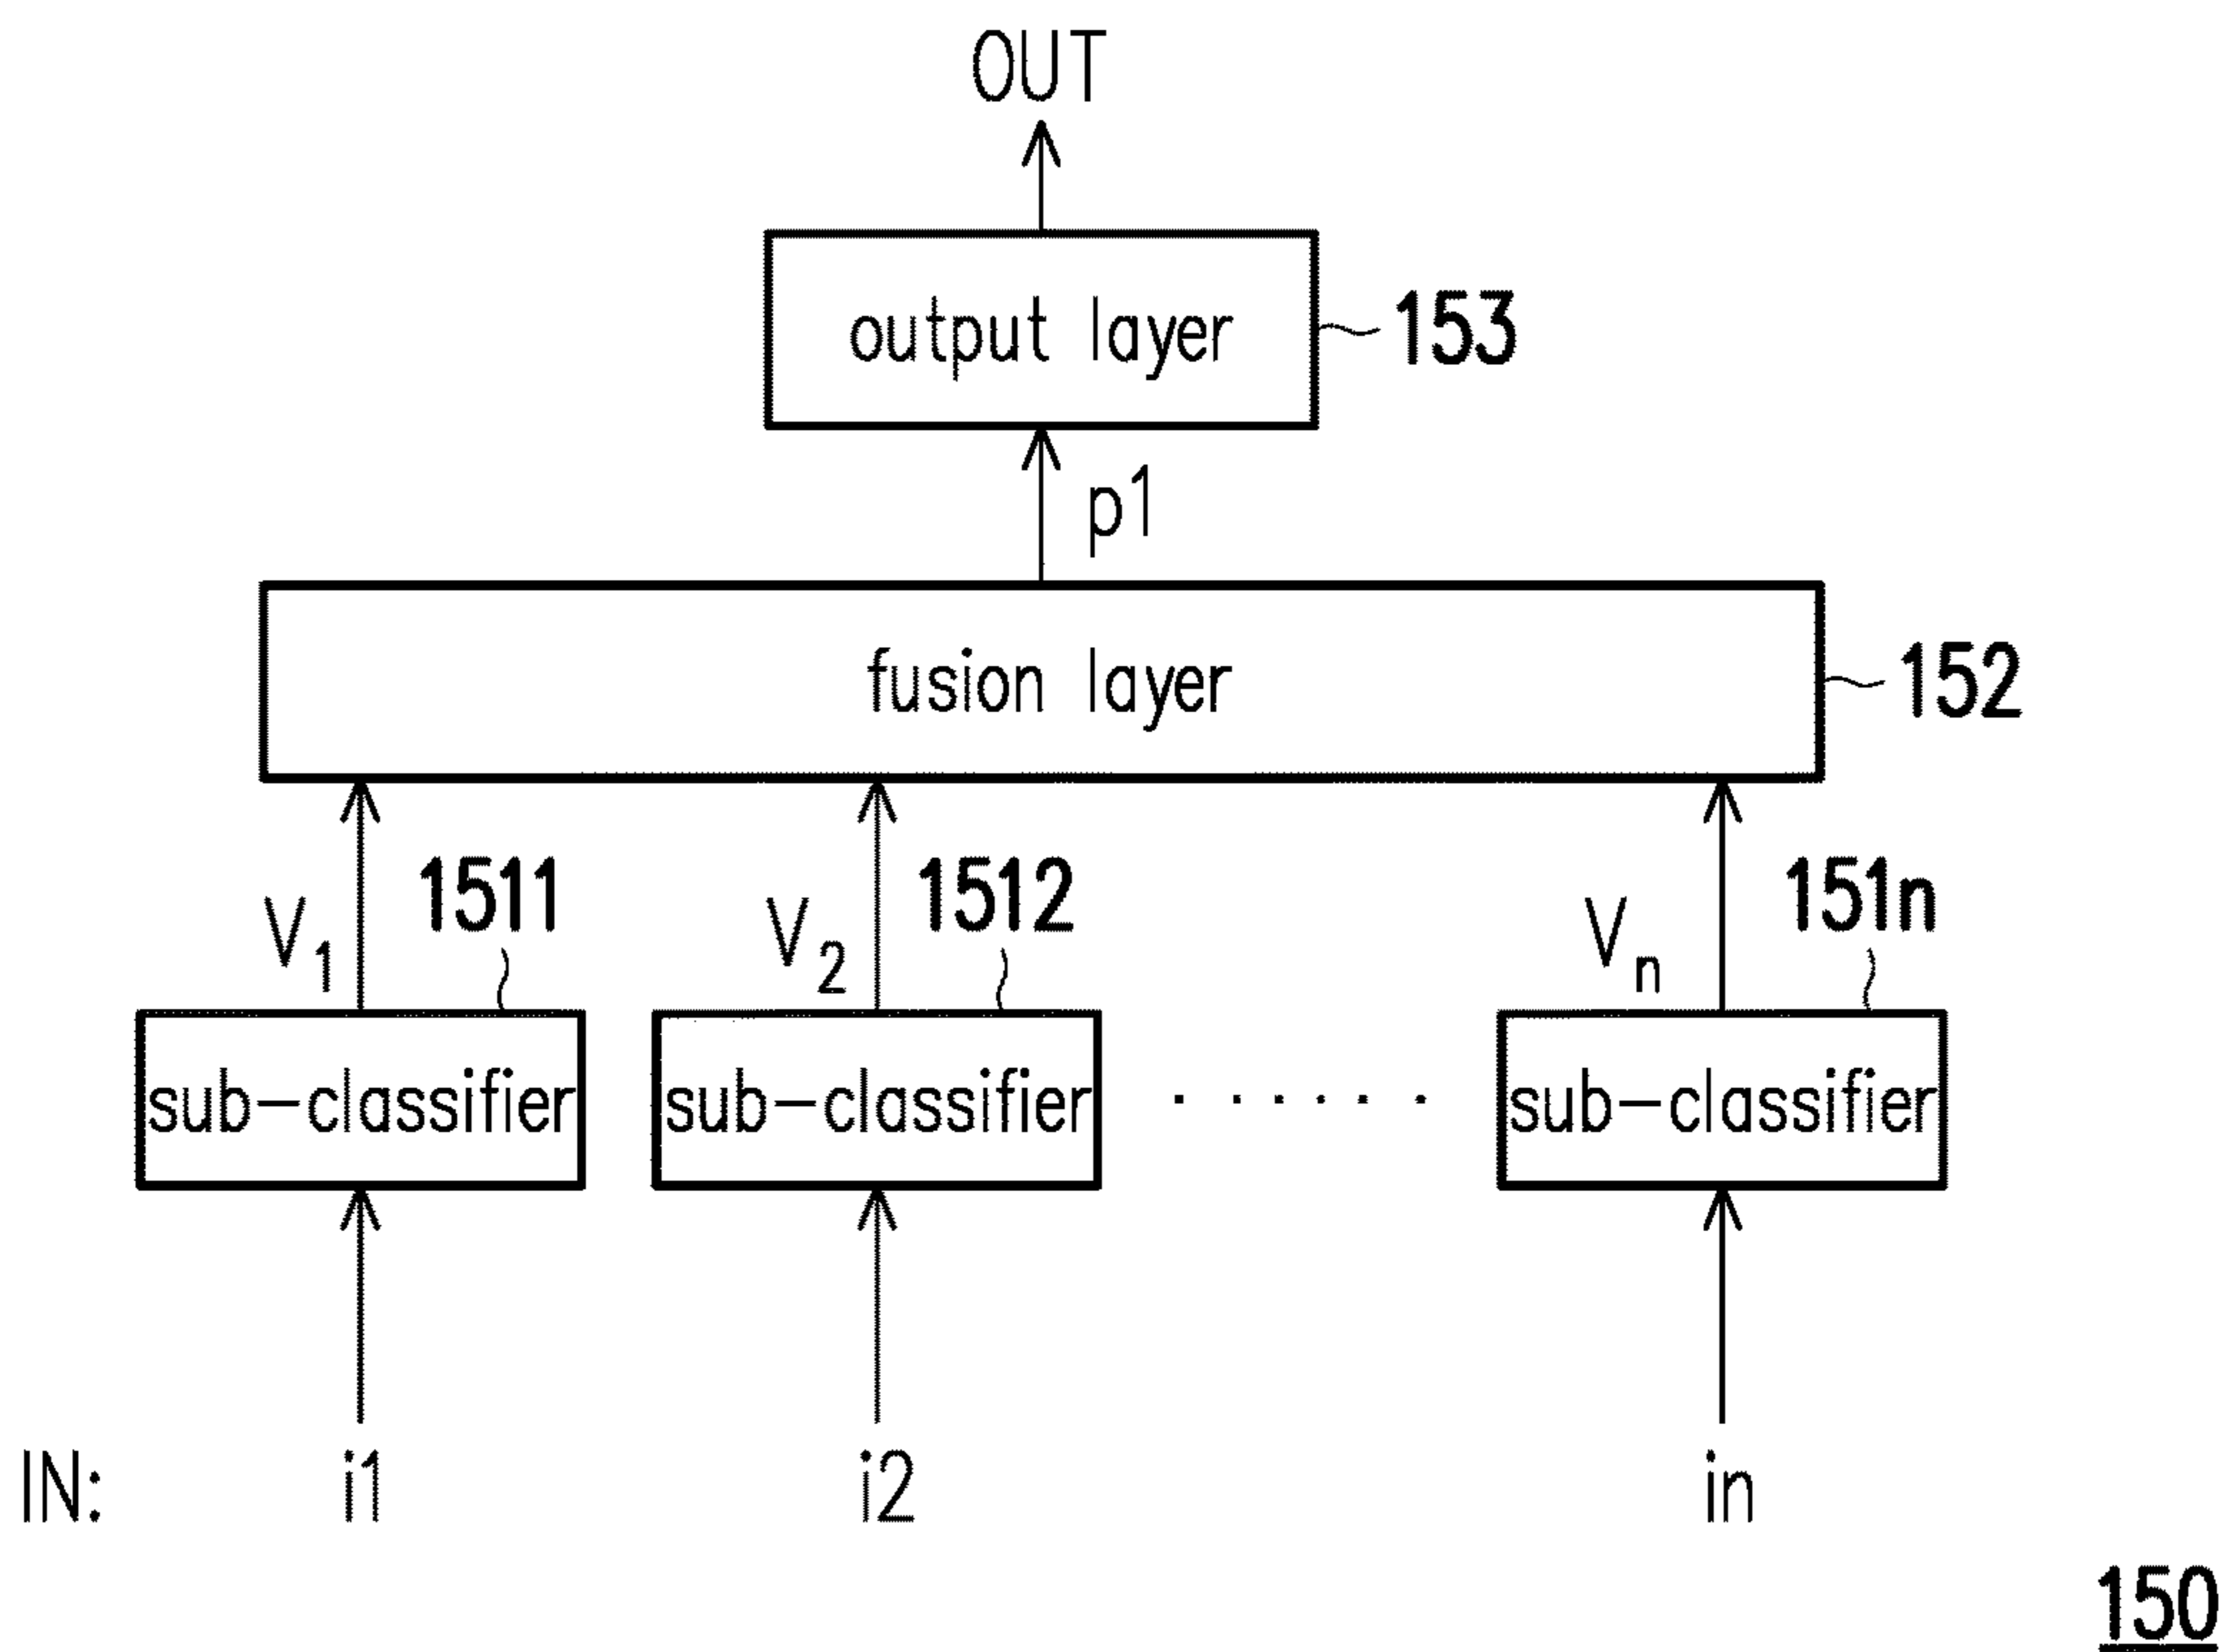 OUT
output layer 153
p1
fusion layer 152
V1 1511 V2 1512 Vn 151n
sub-classifier sub-classifier ...... sub-classifier
IN: i1 i2 in
150